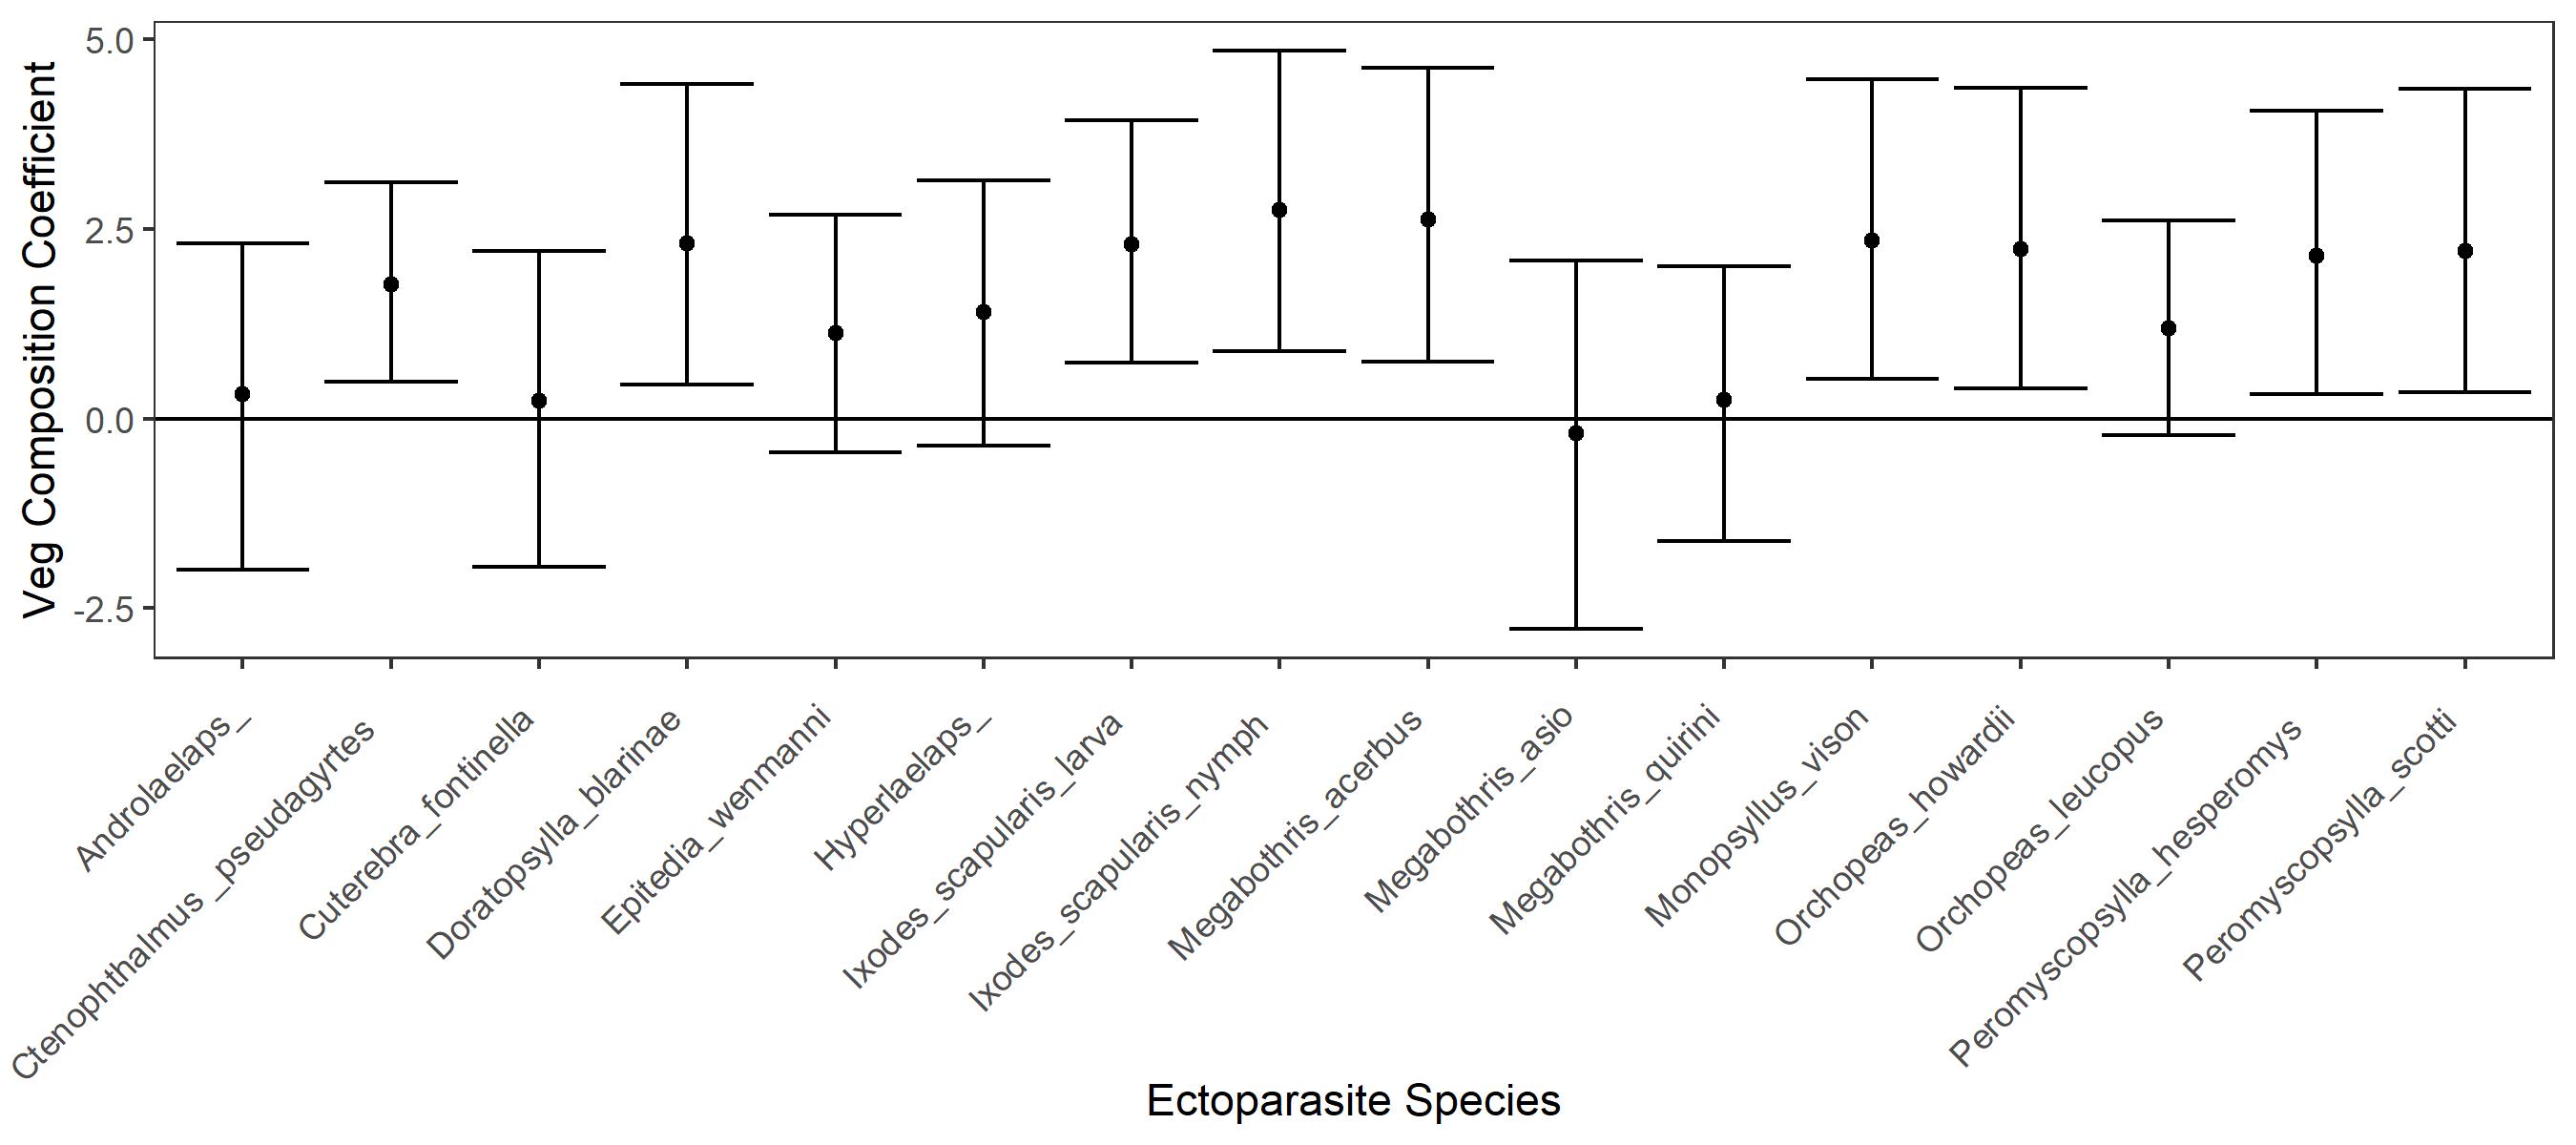 Veg Composition Coefficient
5.0
2.5
0.0
-2.5
Androlaelaps_
Ctenophthalmus _pseudagyrtes
Cuterebra_fontinella
Doratopsylla_blarinae
Epitedia_wenmanni
Hyperlaelaps_
Ixodes_scapularis_larva
Ixodes_scapularis_nymph
Megabothris_acerbus
Megabothris_asio
Megabothris_quirini
Monopsyllus_vison
Orchopeas_howardii
Orchopeas_leucopus
Peromyscopsylla_hesperomys
Peromyscopsylla_scotti
Ectoparasite Species